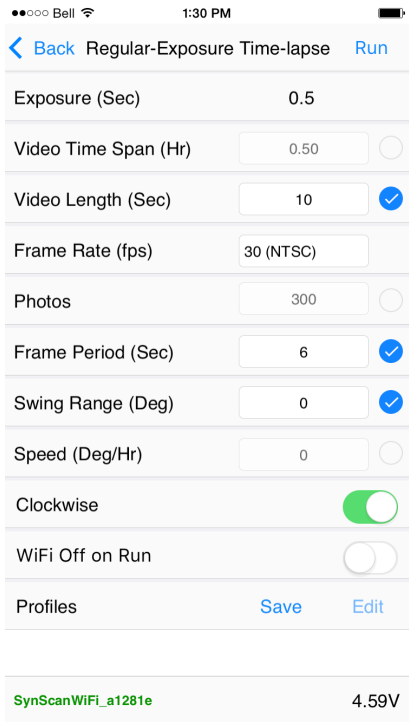 Bell 1:30 PM
Back Regular-Exposure Time-lapse Run
Exposure (Sec) 0.5
Video Time Span (Hr) 0.50
Video Length (Sec) 10
Frame Rate (fps) 30 (NTSC)
Photos 300
Frame Period (Sec) 6
Swing Range (Deg) 0
Speed (Deg/Hr) 0
Clockwise
WiFi Off on Run
Profiles Save Edit
SynScanWiFi_a1281e 4.59V